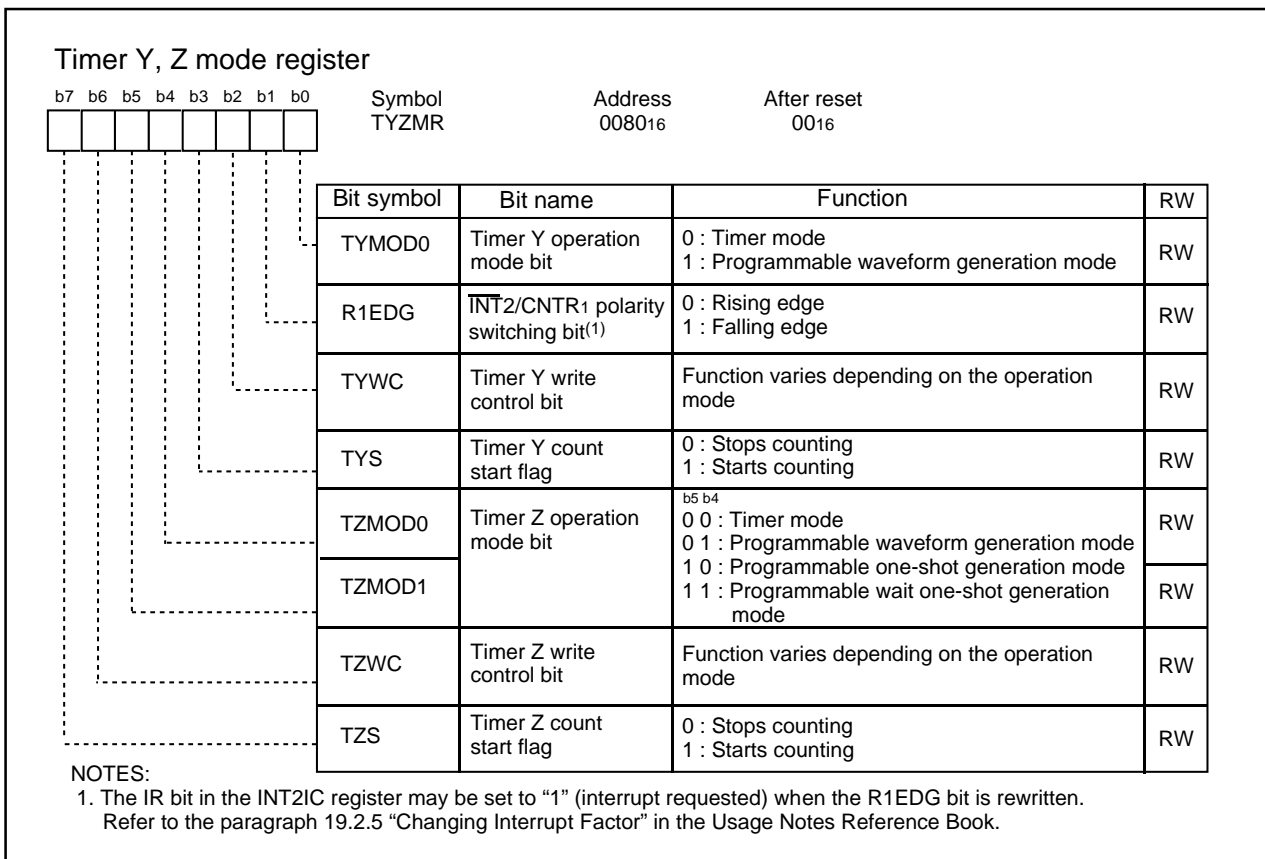 Timer Y, Z mode register
b7 b6 b5 b4 b3 b2 b1 b0
Symbol Address After reset
TYZMR 008016 0016
Bit symbol Bit name Function RW
TYMOD0 Timer Y operation mode bit 0 : Timer mode RW
1 : Programmable waveform generation mode
R1EDG INT2/CNTR1 polarity switching bit(1) 0 : Rising edge RW
1 : Falling edge
TYWC Timer Y write control bit Function varies depending on the operation mode RW
TYS Timer Y count start flag 0 : Stops counting RW
1 : Starts counting
TZMOD0 Timer Z operation mode bit b5 b4 RW
0 0 : Timer mode
0 1 : Programmable waveform generation mode
1 0 : Programmable one-shot generation mode
TZMOD1 1 1 : Programmable wait one-shot generation mode RW
TZWC Timer Z write control bit Function varies depending on the operation mode RW
TZS Timer Z count start flag 0 : Stops counting RW
1 : Starts counting
NOTES:
1. The IR bit in the INT2IC register may be set to “1” (interrupt requested) when the R1EDG bit is rewritten.
Refer to the paragraph 19.2.5 “Changing Interrupt Factor” in the Usage Notes Reference Book.